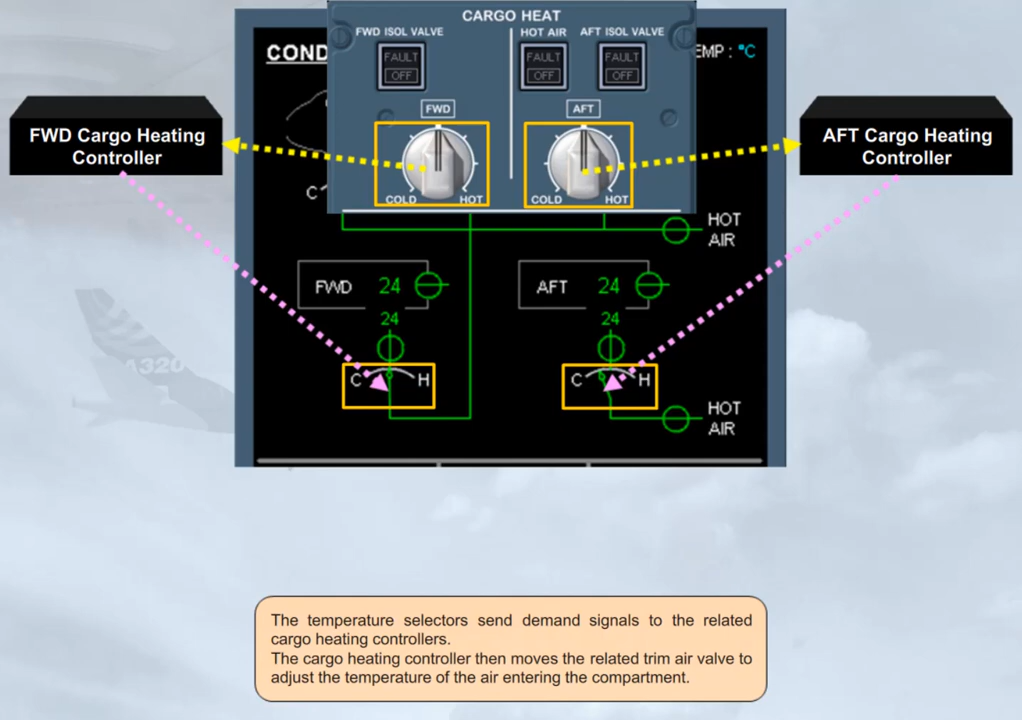 CARGO HEAT
FWD ISOL VALVE
HOT AIR
AFT ISOL VALVE
FAULT
OFF
FAULT
OFF
FAULT
OFF
COND
EMP : °C
FWD
AFT
COLD
HOT
COLD
HOT
FWD Cargo Heating
Controller
AFT Cargo Heating
Controller
C
HOT
AIR
FWD 24
AFT 24
24
24
C H
C H
HOT
AIR
A320
The temperature selectors send demand signals to the related
cargo heating controllers.
The cargo heating controller then moves the related trim air valve to
adjust the temperature of the air entering the compartment.